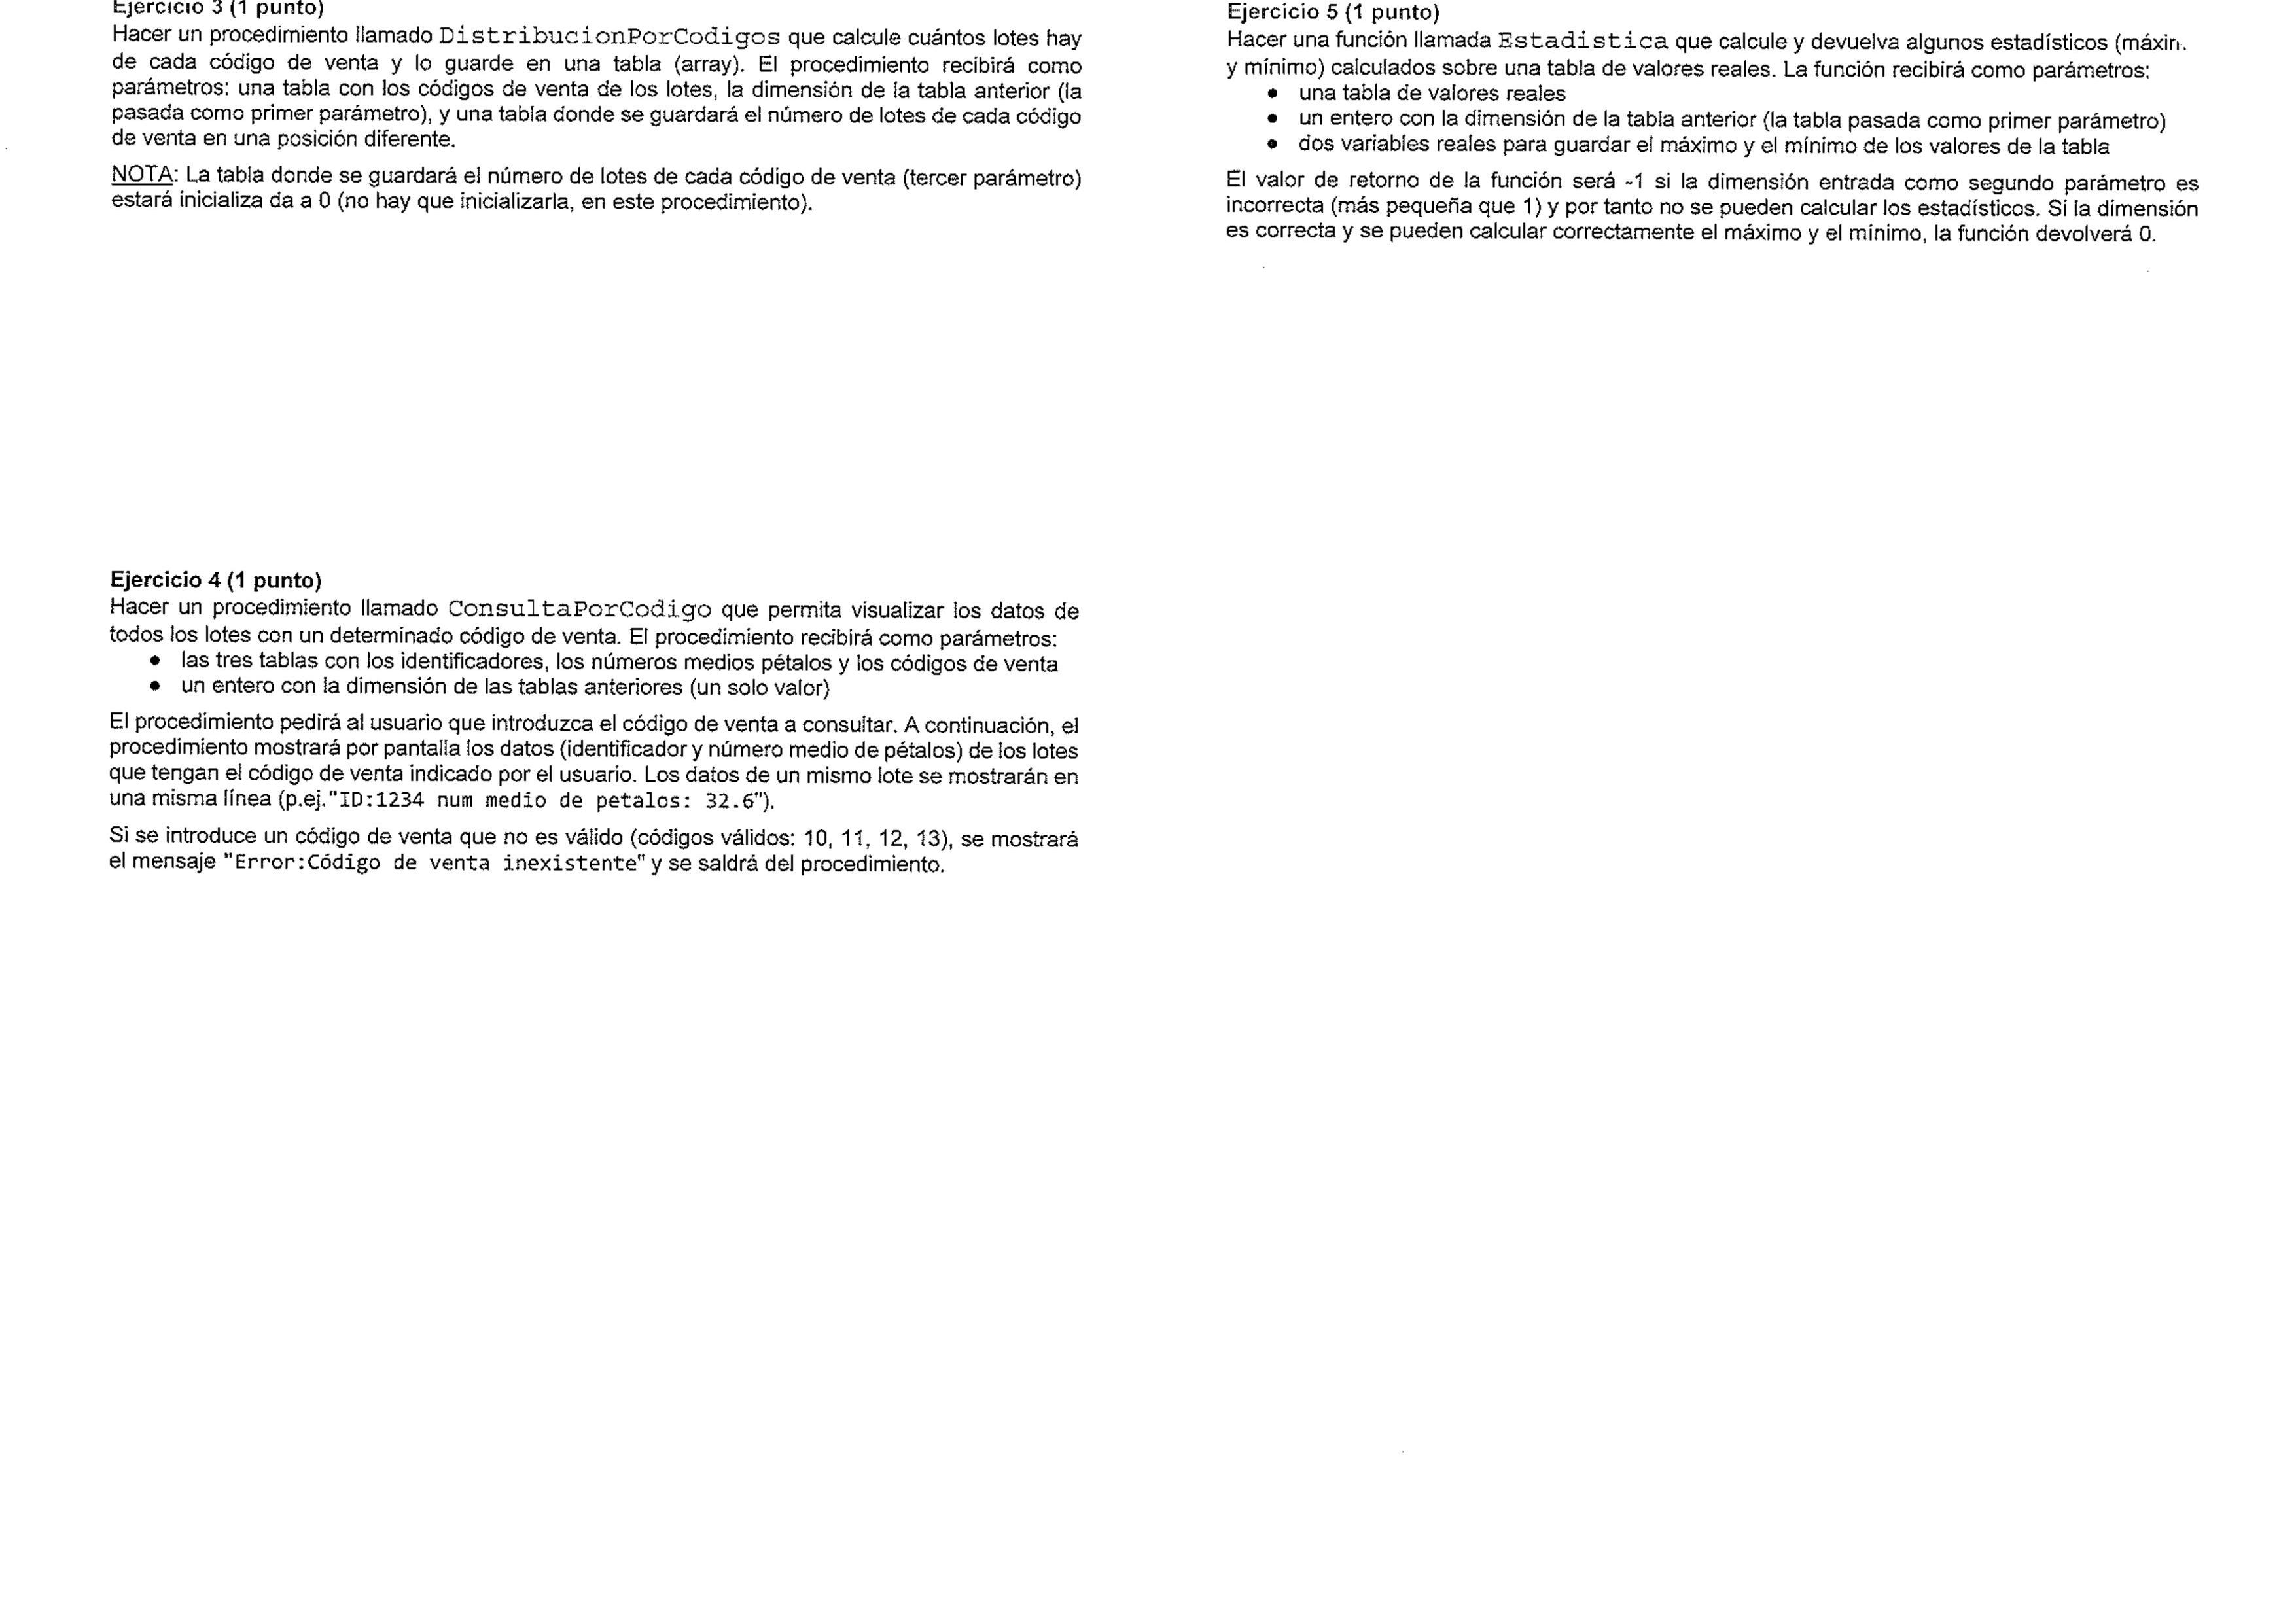 Ejercicio 3 (1 punto)
Hacer un procedimiento llamado DistribucionPorCodigos que calcule cuántos lotes hay
de cada código de venta y lo guarde en una tabla (array). El procedimiento recibirá como
parámetros: una tabla con los códigos de venta de los lotes, la dimensión de la tabla anterior (la
pasada como primer parámetro), y una tabla donde se guardará el número de lotes de cada código
de venta en una posición diferente.
NOTA: La tabla donde se guardará el número de lotes de cada código de venta (tercer parámetro)
estará inicializa da a 0 (no hay que inicializarla, en este procedimiento).
Ejercicio 4 (1 punto)
Hacer un procedimiento llamado ConsultaPorCodigo que permita visualizar los datos de
todos los lotes con un determinado código de venta. El procedimiento recibirá como parámetros:
• las tres tablas con los identificadores, los números medios pétalos y los códigos de venta
• un entero con la dimensión de las tablas anteriores (un solo valor)
El procedimiento pedirá al usuario que introduzca el código de venta a consultar. A continuación, el
procedimiento mostrará por pantalla los datos (identificador y número medio de pétalos) de los lotes
que tengan el código de venta indicado por el usuario. Los datos de un mismo lote se mostrarán en
una misma línea (p.ej."ID:1234 num medio de petalos: 32.6").
Si se introduce un código de venta que no es válido (códigos válidos: 10, 11, 12, 13), se mostrará
el mensaje "Error:Código de venta inexistente" y se saldrá del procedimiento.
Ejercicio 5 (1 punto)
Hacer una función llamada Estadistica que calcule y devuelva algunos estadísticos
y mínimo) calculados sobre una tabla de valores reales. La función recibirá como parámetros:
• una tabla de valores reales
• un entero con la dimensión de la tabla anterior (la tabla pasada como primer parámetro)
• dos variables reales para guardar el máximo y el mínimo de los valores de la tabla
El valor de retorno de la función será -1 si la dimensión entrada como segundo parámetro es
incorrecta (más pequeña que 1) y por tanto no se pueden calcular los estadísticos. Si la dimensión
es correcta y se pueden calcular correctamente el máximo y el mínimo, la función devolverá 0.